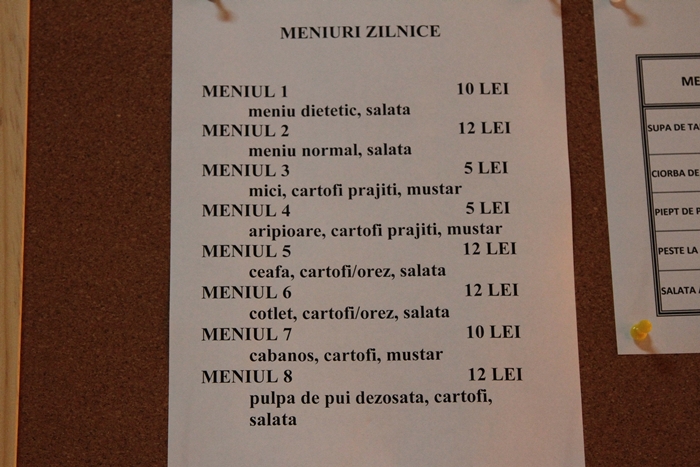 MENIURI ZILNICE
MENIUL 1 10 LEI
meniu dietetic, salata
MENIUL 2 12 LEI
meniu normal, salata
MENIUL 3 5 LEI
mici, cartofi prajiti, mustar
MENIUL 4 5 LEI
aripioare, cartofi prajiti, mustar
MENIUL 5 12 LEI
ceafa, cartofi/orez, salata
MENIUL 6 12 LEI
cotlet, cartofi/orez, salata
MENIUL 7 10 LEI
cabanos, cartofi, mustar
MENIUL 8 12 LEI
pulpa de pui dezosata, cartofi,
salata
ME
SUPA DE TA
CIORBA DE
PIEPT DE P
PESTE LA
SALATA